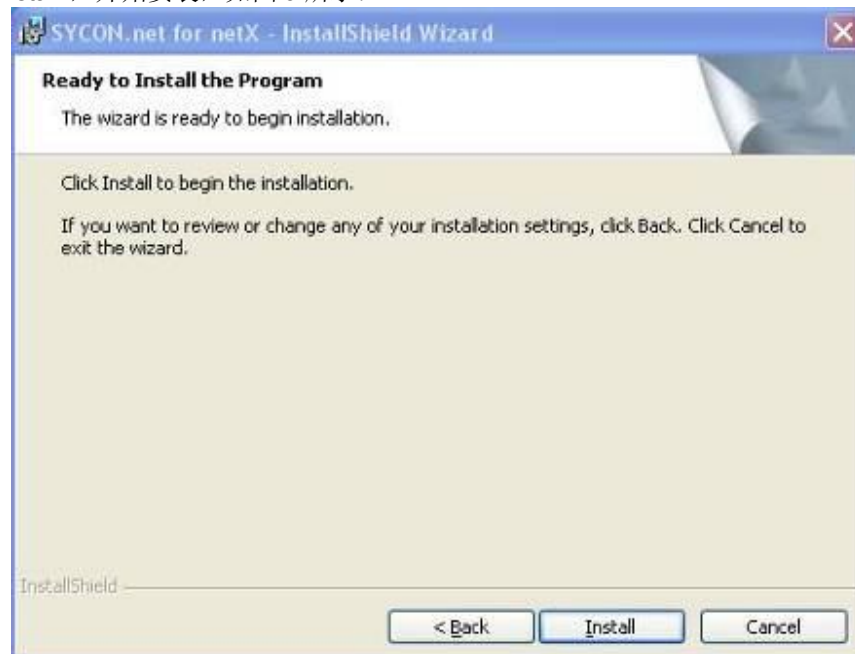 SYCON.net for netX - InstallShield Wizard
Ready to Install the Program
The wizard is ready to begin installation.
Click Install to begin the installation.
If you want to review or change any of your installation settings, click Back. Click Cancel to
exit the wizard.
InstallShield
< Back
Install
Cancel